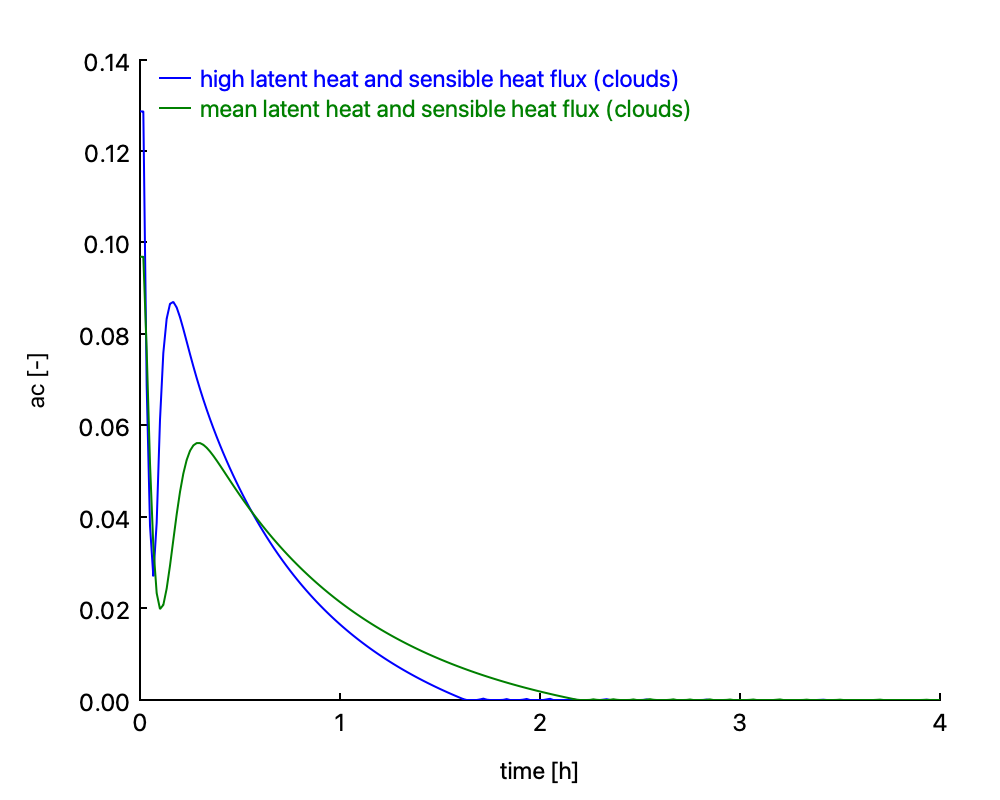 0.14
high latent heat and sensible heat flux (clouds)
mean latent heat and sensible heat flux (clouds)
0.12
0.10
0.08
ac [-]
0.06
0.04
0.02
0.00
0 1 2 3 4
time [h]